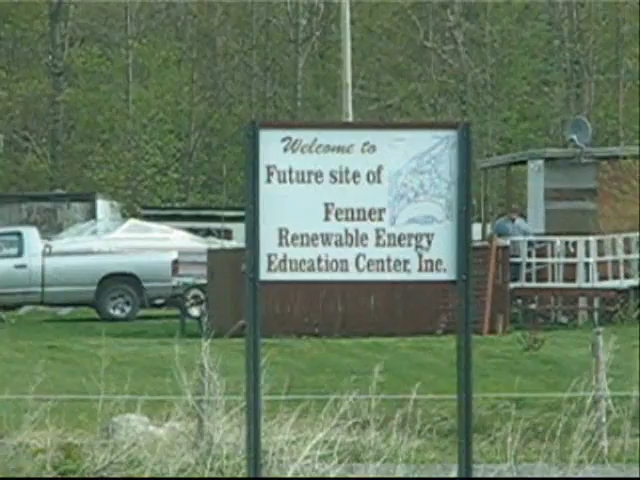 Welcome to
Future site of
Fenner
Renewable Energy
Education Center, Inc.